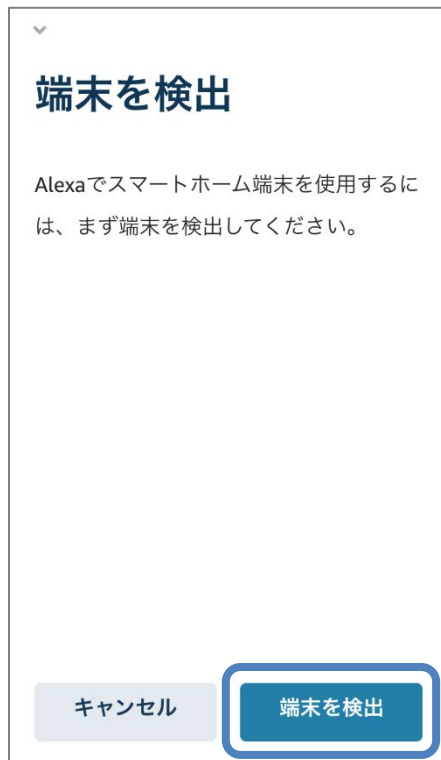 端末を検出
Alexaでスマートホーム端末を使用するに
は、まず端末を検出してください。
キャンセル
端末を検出